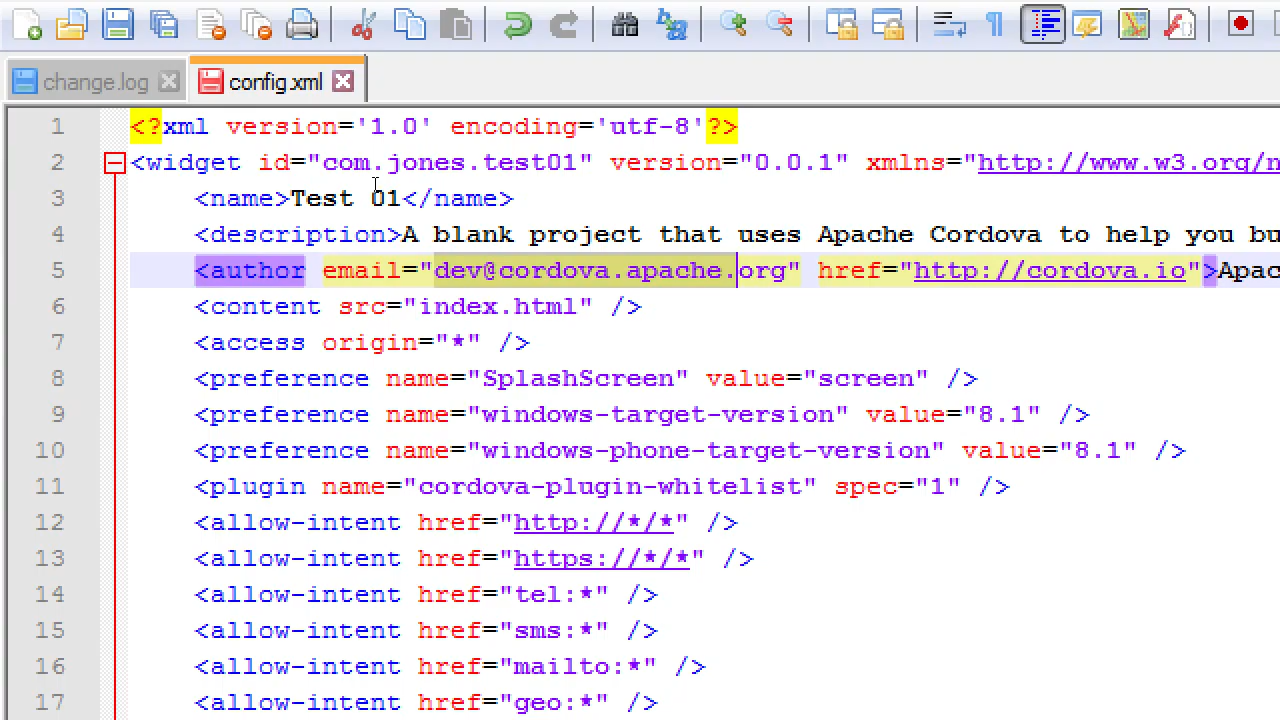 change.log config.xml
1 <?xml version='1.0' encoding='utf-8'?>
2 <widget id="com.jones.test01" version="0.0.1" xmlns="http://www.w3.org/n
3 <name>Test 01</name>
4 <description>A blank project that uses Apache Cordova to help you bu
5 <author email="dev@cordova.apache.org" href="http://cordova.io">Apac
6 <content src="index.html" />
7 <access origin="*" />
8 <preference name="SplashScreen" value="screen" />
9 <preference name="windows-target-version" value="8.1" />
10 <preference name="windows-phone-target-version" value="8.1" />
11 <plugin name="cordova-plugin-whitelist" spec="1" />
12 <allow-intent href="http://*/*" />
13 <allow-intent href="https://*/*" />
14 <allow-intent href="tel:*" />
15 <allow-intent href="sms:*" />
16 <allow-intent href="mailto:*" />
17 <allow-intent href="geo:*" />